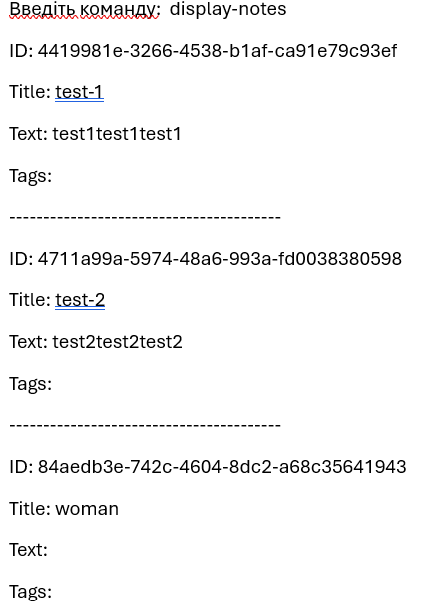 Введіть команду:  display-notes
ID: 4419981e-3266-4538-b1af-ca91e79c93ef
Title: test-1
Text: test1test1test1
Tags:
----------------------------------------
ID: 4711a99a-5974-48a6-993a-fd0038380598
Title: test-2
Text: test2test2test2
Tags:
----------------------------------------
ID: 84aedb3e-742c-4604-8dc2-a68c35641943
Title: woman
Text:
Tags: